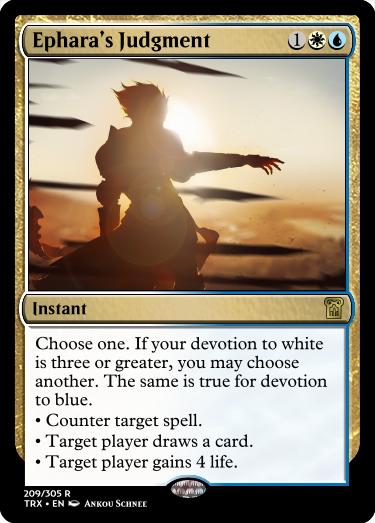 Ephara's Judgment 1
Instant
Choose one. If your devotion to white
is three or greater, you may choose
another. The same is true for devotion
to blue.
• Counter target spell.
• Target player draws a card.
• Target player gains 4 life.
209/305 R
TRX • EN Ankou Schnee